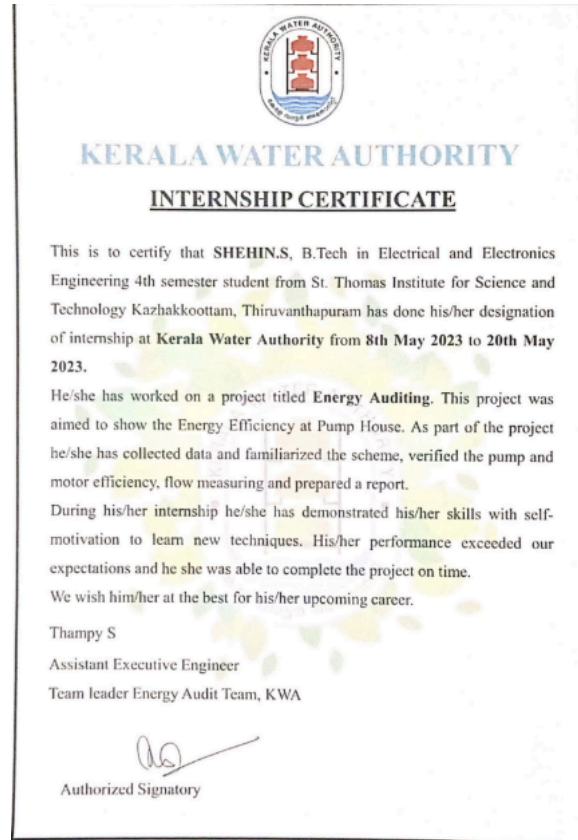 KERALA WATER AUTHORITY
KERALA WATER AUTHORITY
INTERNSHIP CERTIFICATE
This is to certify that SHEHIN.S, B.Tech in Electrical and Electronics
Engineering 4th semester student from St. Thomas Institute for Science and
Technology Kazhakkoottam, Thiruvanthapuram has done his/her designation
of internship at Kerala Water Authority from 8th May 2023 to 20th May
2023.
He/she has worked on a project titled Energy Auditing. This project was
aimed to show the Energy Efficiency at Pump House. As part of the project
he/she has collected data and familiarized the scheme, verified the pump and
motor efficiency, flow measuring and prepared a report.
During his/her internship he/she has demonstrated his/her skills with self-
motivation to learn new techniques. His/her performance exceeded our
expectations and he she was able to complete the project on time.
We wish him/her at the best for his/her upcoming career.
Thampy S
Assistant Executive Engineer
Team leader Energy Audit Team, KWA
Authorized Signatory